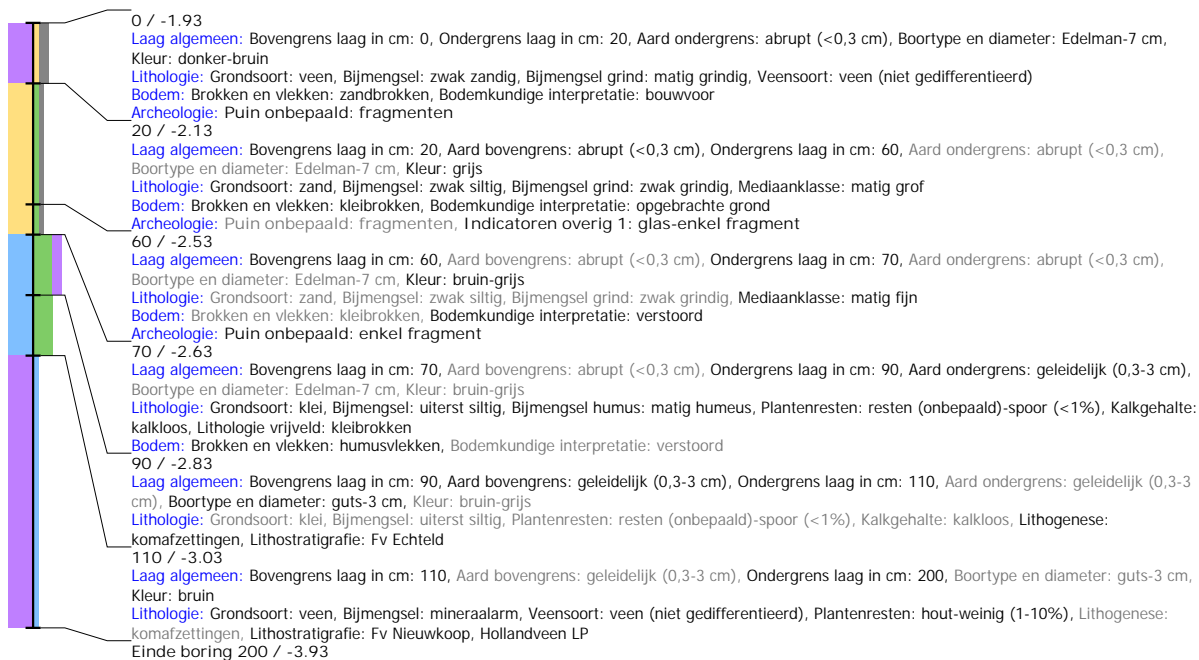 0 / -1.93
Laag algemeen: Bovengrens laag in cm: 0, Ondergrens laag in cm: 20, Aard ondergrens: abrupt (<0,3 cm), Boortype en diameter: Edelman-7 cm,
Kleur: donker-bruin
Lithologie: Grondsoort: veen, Bijmengsel: zwak zandig, Bijmengsel grind: matig grindig, Veensoort: veen (niet gedifferentieerd)
Bodem: Brokken en vlekken: zandbrokken, Bodemkundige interpretatie: bouwvoor
Archeologie: Puin onbepaald: fragmenten
20 / -2.13
Laag algemeen: Bovengrens laag in cm: 20, Aard bovengrens: abrupt (<0,3 cm), Ondergrens laag in cm: 60, Aard ondergrens: abrupt (<0,3 cm),
Boortype en diameter: Edelman-7 cm, Kleur: grijs
Lithologie: Grondsoort: zand, Bijmengsel: zwak siltig, Bijmengsel grind: zwak grindig, Mediaanklasse: matig grof
Bodem: Brokken en vlekken: kleibrokken, Bodemkundige interpretatie: opgebrachte grond
Archeologie: Puin onbepaald: fragmenten, Indicatoren overig 1: glas-enkel fragment
60 / -2.53
Laag algemeen: Bovengrens laag in cm: 60, Aard bovengrens: abrupt (<0,3 cm), Ondergrens laag in cm: 70, Aard ondergrens: abrupt (<0,3 cm),
Boortype en diameter: Edelman-7 cm, Kleur: bruin-grijs
Lithologie: Grondsoort: zand, Bijmengsel: zwak siltig, Bijmengsel grind: zwak grindig, Mediaanklasse: matig fijn
Bodem: Brokken en vlekken: kleibrokken, Bodemkundige interpretatie: verstoord
Archeologie: Puin onbepaald: enkel fragment
70 / -2.63
Laag algemeen: Bovengrens laag in cm: 70, Aard bovengrens: abrupt (<0,3 cm), Ondergrens laag in cm: 90, Aard ondergrens: geleidelijk (0,3-3 cm),
Boortype en diameter: Edelman-7 cm, Kleur: bruin-grijs
Lithologie: Grondsoort: klei, Bijmengsel: uiterst siltig, Bijmengsel humus: matig humeus, Plantenresten: resten (onbepaald)-spoor (<1%), Kalkgehalte:
kalkloos, Lithologie vrijveld: kleibrokken
Bodem: Brokken en vlekken: humusvlekken, Bodemkundige interpretatie: verstoord
90 / -2.83
Laag algemeen: Bovengrens laag in cm: 90, Aard bovengrens: geleidelijk (0,3-3 cm), Ondergrens laag in cm: 110, Aard ondergrens: geleidelijk (0,3-3
cm), Boortype en diameter: guts-3 cm, Kleur: bruin-grijs
Lithologie: Grondsoort: klei, Bijmengsel: uiterst siltig, Plantenresten: resten (onbepaald)-spoor (<1%), Kalkgehalte: kalkloos, Lithogenese:
komafzettingen, Lithostratigrafie: Fv Echteld
110 / -3.03
Laag algemeen: Bovengrens laag in cm: 110, Aard bovengrens: geleidelijk (0,3-3 cm), Ondergrens laag in cm: 200, Boortype en diameter: guts-3 cm,
Kleur: bruin
Lithologie: Grondsoort: veen, Bijmengsel: mineraalarm, Veensoort: veen (niet gedifferentieerd), Plantenresten: hout-weinig (1-10%), Lithogenese:
komafzettingen, Lithostratigrafie: Fv Nieuwkoop, Hollandveen LP
Einde boring 200 / -3.93